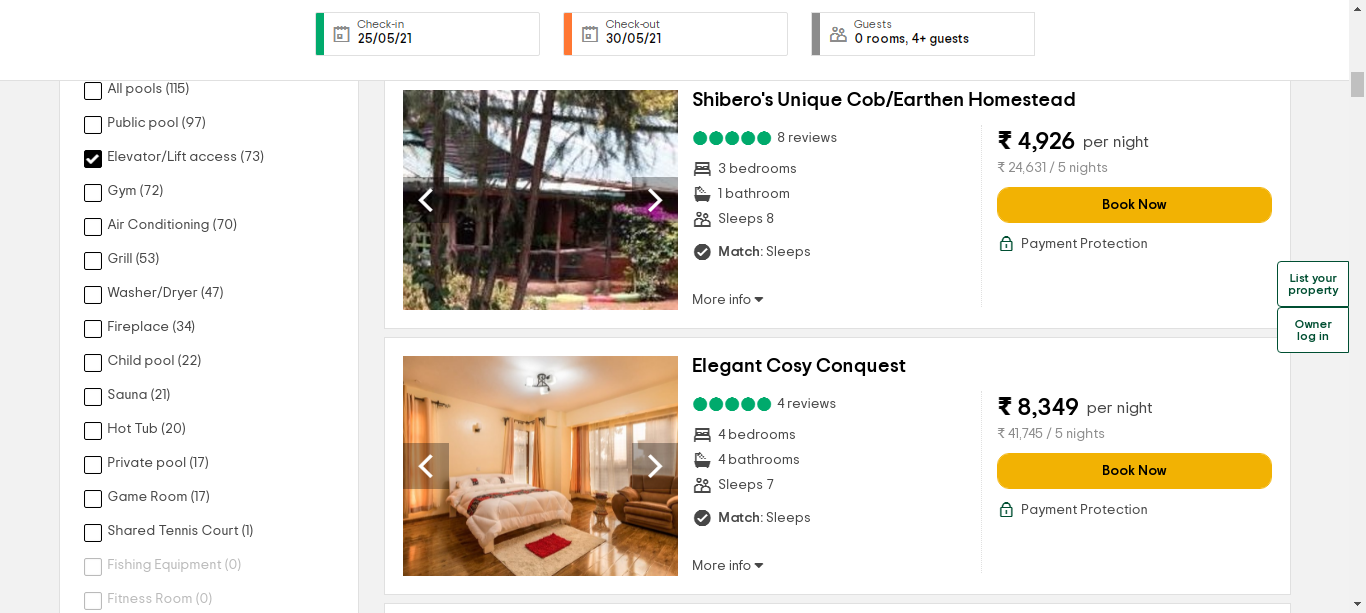 Check-in
25/05/21
Check-out
30/05/21
Guests
0 rooms, 4+ guests
All pools (115)
Public pool (97)
Elevator/Lift access (73)
Gym (72)
Air Conditioning (70)
Grill (53)
Washer/Dryer (47)
Fireplace (34)
Child pool (22)
Sauna (21)
Hot Tub (20)
Private pool (17)
Game Room (17)
Shared Tennis Court (1)
Fishing Equipment (0)
Fitness Room (0)
Shibero's Unique Cob/Earthen Homestead
8 reviews
3 bedrooms
1 bathroom
Sleeps 8
Match: Sleeps
More info
₹ 4,926 per night
₹ 24,631 / 5 nights
Book Now
Payment Protection
Elegant Cosy Conquest
4 reviews
4 bedrooms
4 bathrooms
Sleeps 7
Match: Sleeps
More info
₹ 8,349 per night
₹ 41,745 / 5 nights
Book Now
Payment Protection
List your
property
Owner
log in